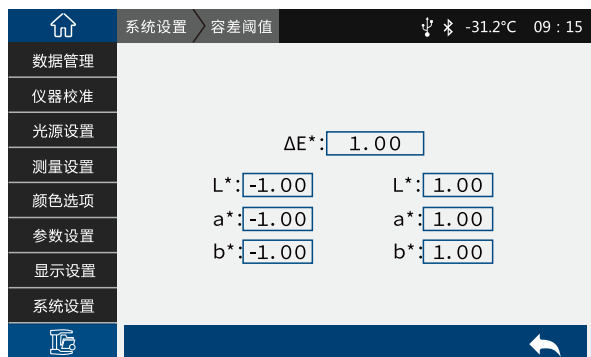 系统设置 容差阈值 -31.2°C 09：15
数据管理
仪器校准
光源设置
测量设置
颜色选项
参数设置
显示设置
系统设置
ΔE*: 1.00
L*: -1.00 L*: 1.00
a*: -1.00 a*: 1.00
b*: -1.00 b*: 1.00